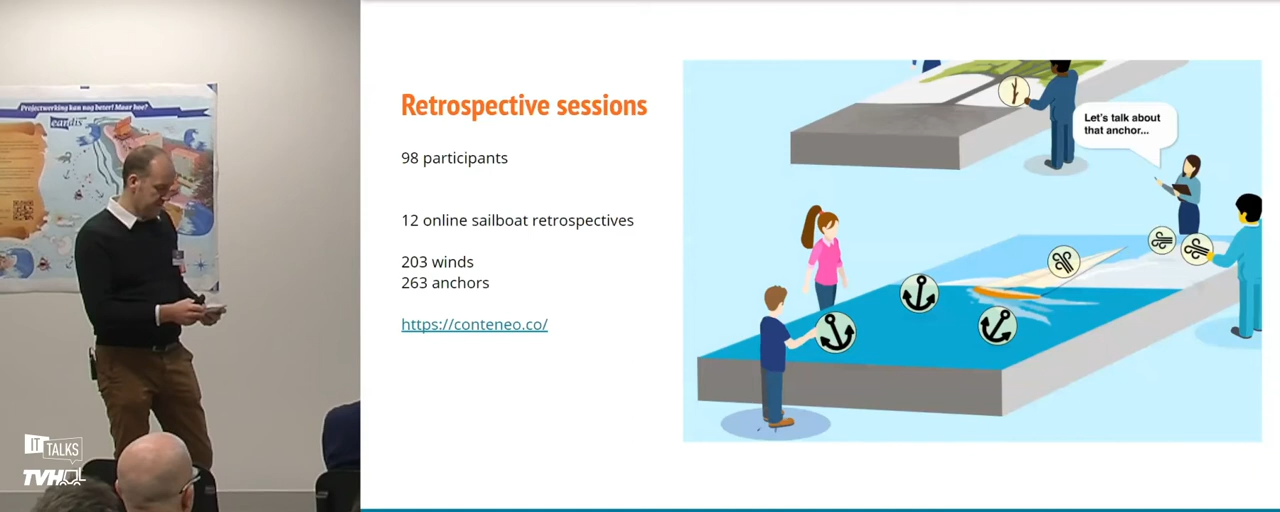 Projectwerking kan nog beter! Maar hoe?
eandis
IT
TALKS
TVH
Retrospective sessions
98 participants
12 online sailboat retrospectives
203 winds
263 anchors
https://conteneo.co/
Let's talk about
that anchor...